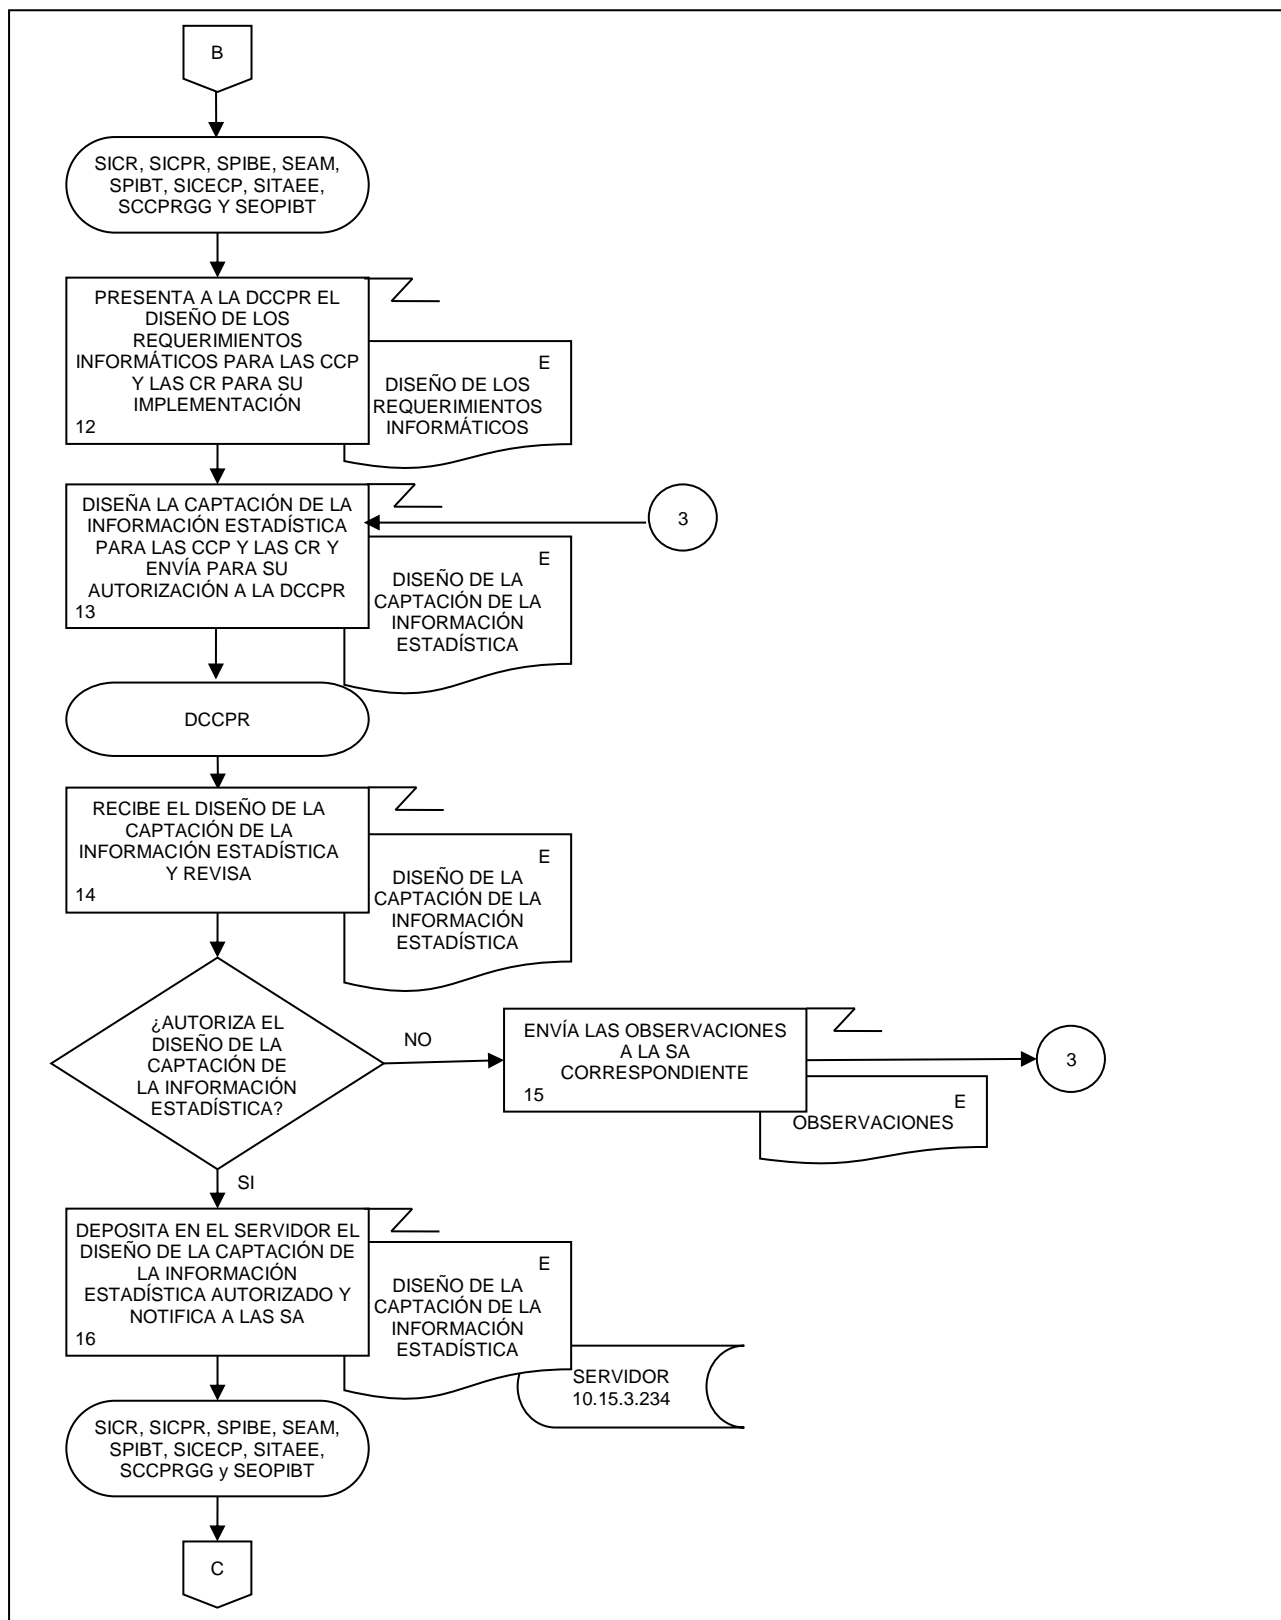 B
SICR, SICPR, SPIBE, SEAM,
SPIBT, SICECP, SITAEE,
SCCPRGG Y SEOPIBT
PRESENTA A LA DCCPR EL
DISEÑO DE LOS
REQUERIMIENTOS
INFORMÁTICOS PARA LAS CCP
Y LAS CR PARA SU
IMPLEMENTACIÓN
12
E
DISEÑO DE LOS
REQUERIMIENTOS
INFORMÁTICOS
DISEÑA LA CAPTACIÓN DE LA
INFORMACIÓN ESTADÍSTICA
PARA LAS CCP Y LAS CR Y
ENVÍA PARA SU
AUTORIZACIÓN A LA DCCPR
13
3
E
DISEÑO DE LA
CAPTACIÓN DE LA
INFORMACIÓN
ESTADÍSTICA
DCCPR
RECIBE EL DISEÑO DE LA
CAPTACIÓN DE LA
INFORMACIÓN ESTADÍSTICA
Y REVISA
14
E
DISEÑO DE LA
CAPTACIÓN DE LA
INFORMACIÓN
ESTADÍSTICA
¿AUTORIZA EL
DISEÑO DE LA
CAPTACIÓN DE
LA INFORMACIÓN
ESTADÍSTICA?
NO
ENVÍA LAS OBSERVACIONES
A LA SA
CORRESPONDIENTE
15
3
E
OBSERVACIONES
SI
DEPOSITA EN EL SERVIDOR EL
DISEÑO DE LA CAPTACIÓN DE
LA INFORMACIÓN
ESTADÍSTICA AUTORIZADO Y
NOTIFICA A LAS SA
16
E
DISEÑO DE LA
CAPTACIÓN DE LA
INFORMACIÓN
ESTADÍSTICA
SERVIDOR
10.15.3.234
SICR, SICPR, SPIBE, SEAM,
SPIBT, SICECP, SITAEE,
SCCPRGG y SEOPIBT
C